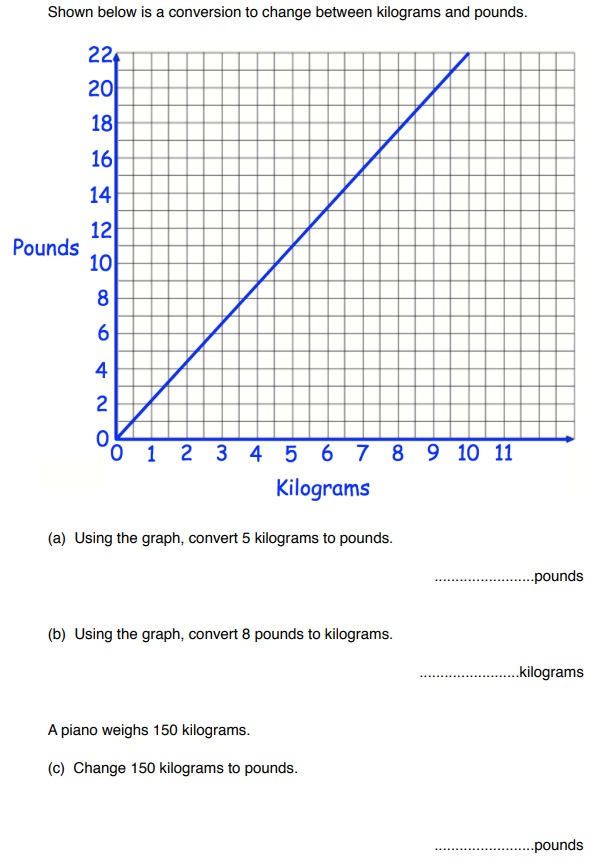 Shown below is a conversion to change between kilograms and pounds.
22
20
18
16
14
12
Pounds
10
8
6
4
2
0
0 1 2 3 4 5 6 7 8 9 10 11
Kilograms
(a) Using the graph, convert 5 kilograms to pounds.
........................pounds
(b) Using the graph, convert 8 pounds to kilograms.
........................kilograms
A piano weighs 150 kilograms.
(c) Change 150 kilograms to pounds.
........................pounds